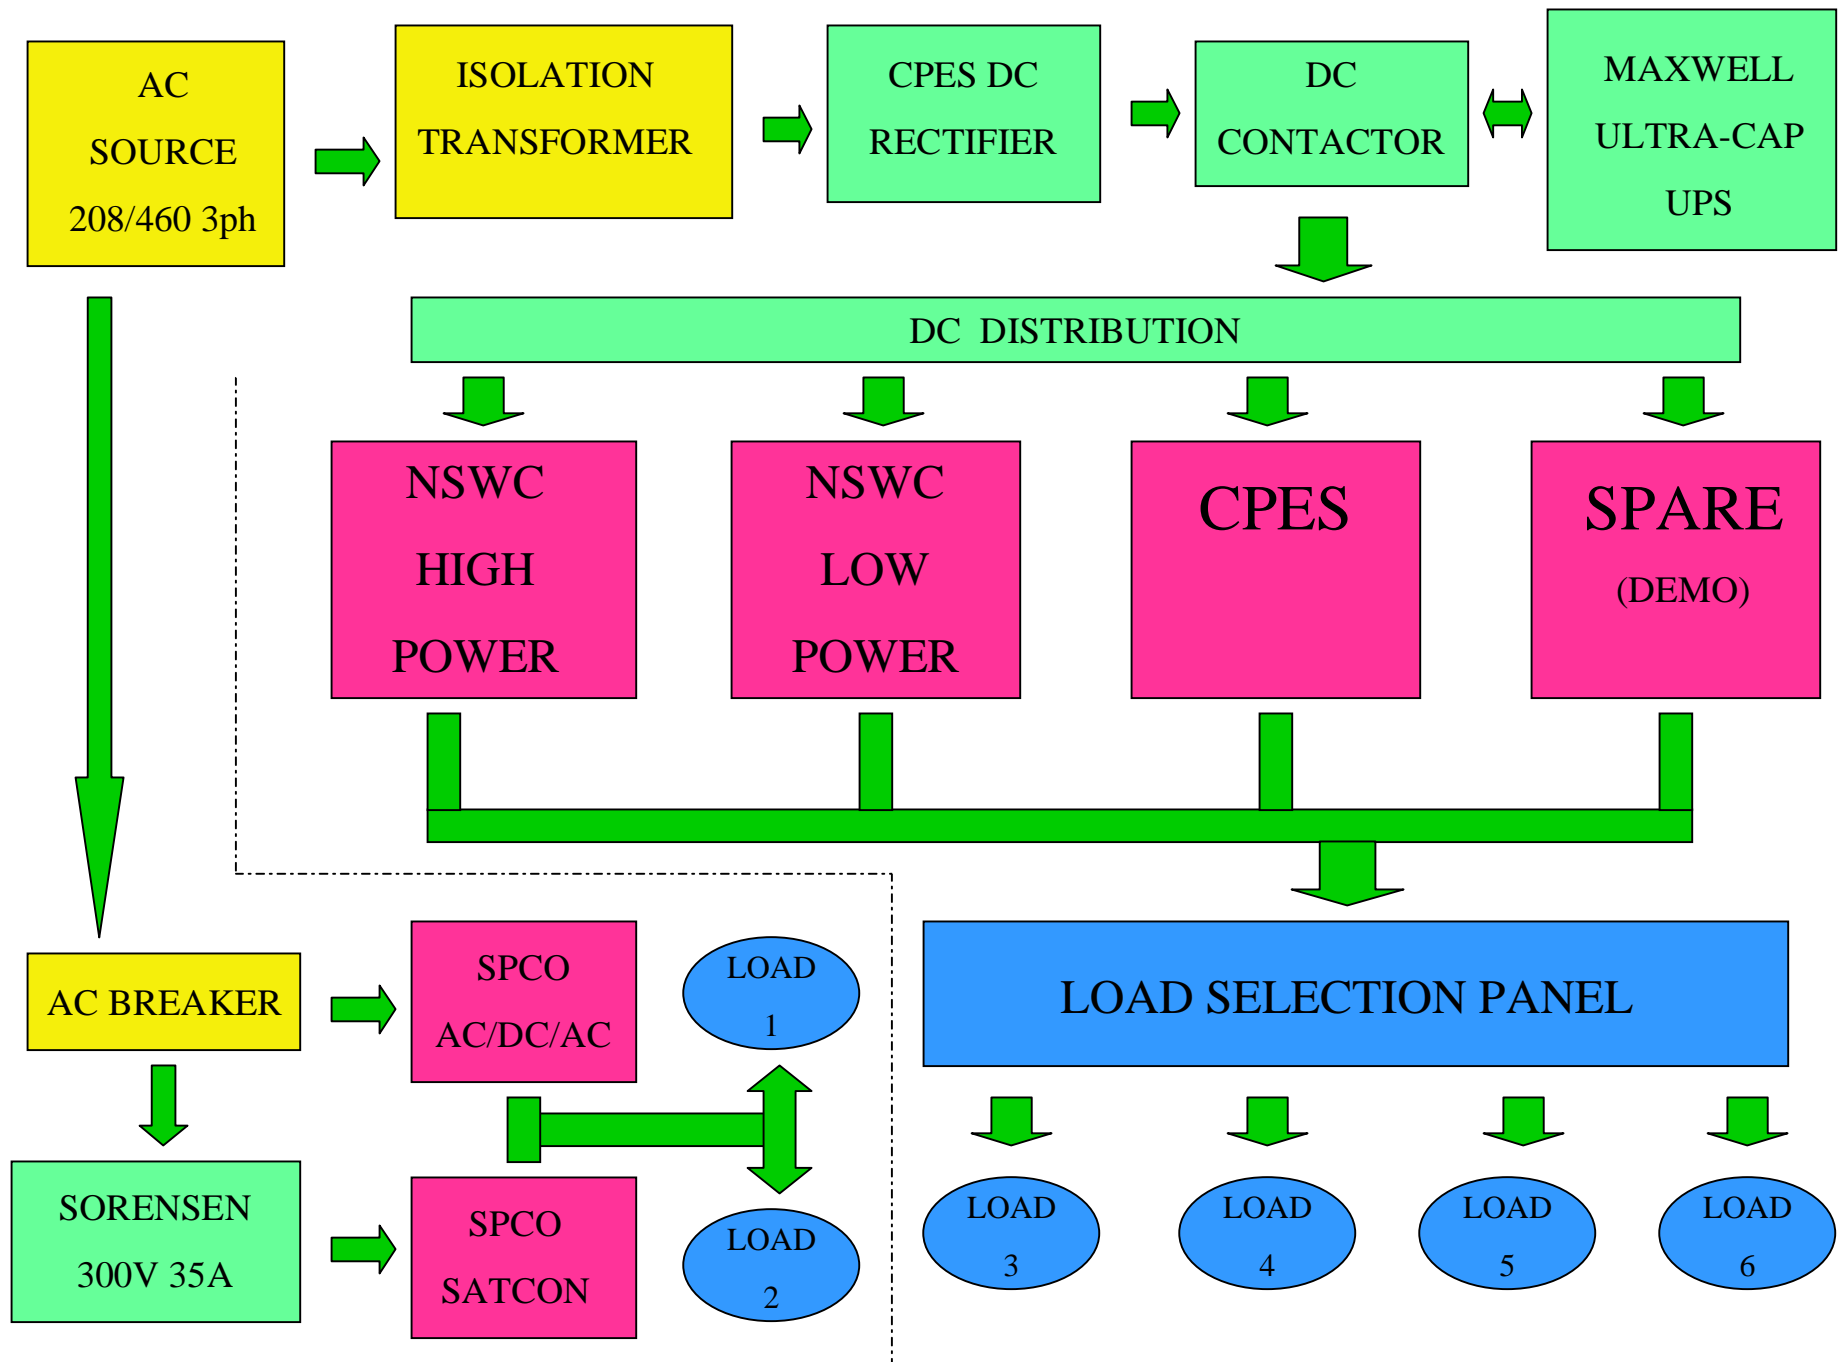 AC
SOURCE
208/460 3ph
ISOLATION
TRANSFORMER
CPES DC
RECTIFIER
DC
CONTACTOR
MAXWELL
ULTRA-CAP
UPS
DC DISTRIBUTION
NSWC
HIGH
POWER
NSWC
LOW
POWER
CPES
SPARE
(DEMO)
AC BREAKER
SPCO
AC/DC/AC
LOAD
1
LOAD SELECTION PANEL
SORENSEN
300V 35A
SPCO
SATCON
LOAD
2
LOAD
3
LOAD
4
LOAD
5
LOAD
6